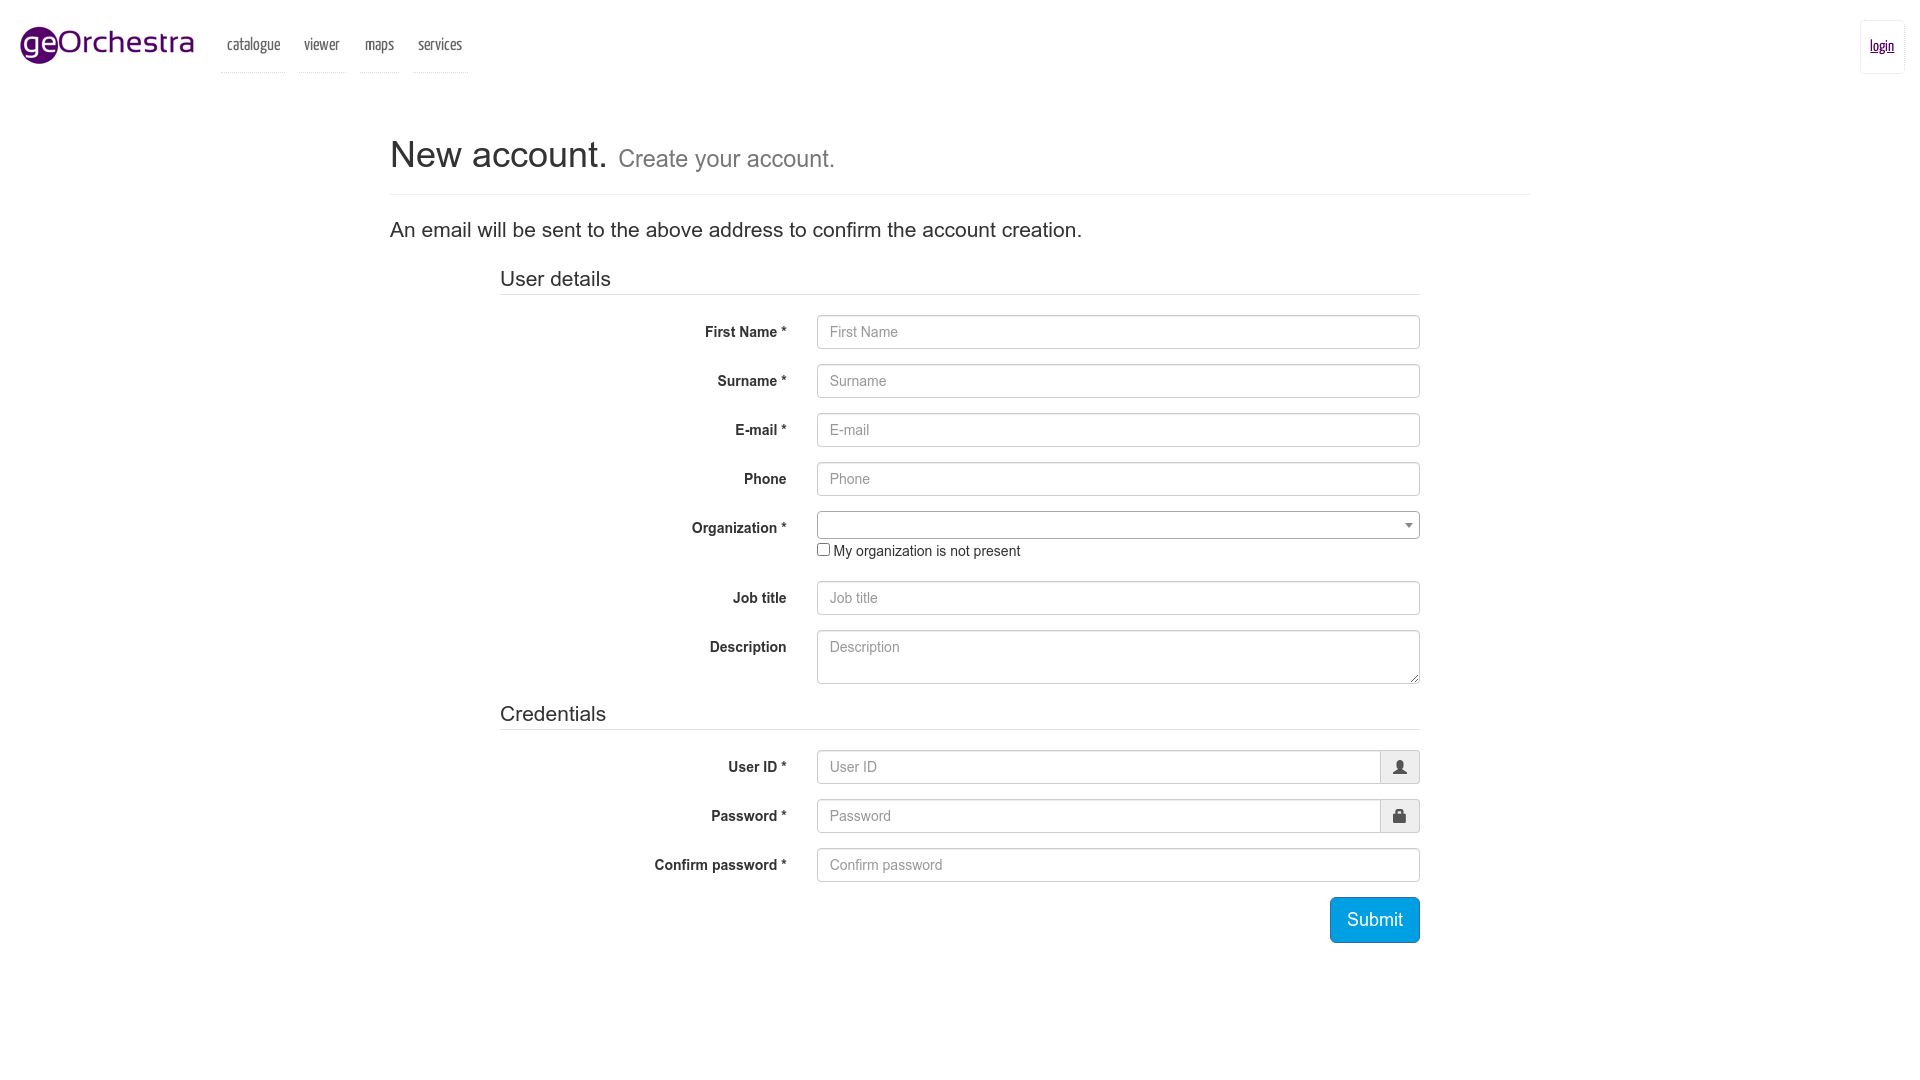 geOrchestra catalogue viewer maps services login
New account. Create your account.
An email will be sent to the above address to confirm the account creation.
User details
First Name * First Name
Surname * Surname
E-mail * E-mail
Phone Phone
Organization *
My organization is not present
Job title Job title
Description Description
Credentials
User ID * User ID
Password * Password
Confirm password * Confirm password
Submit